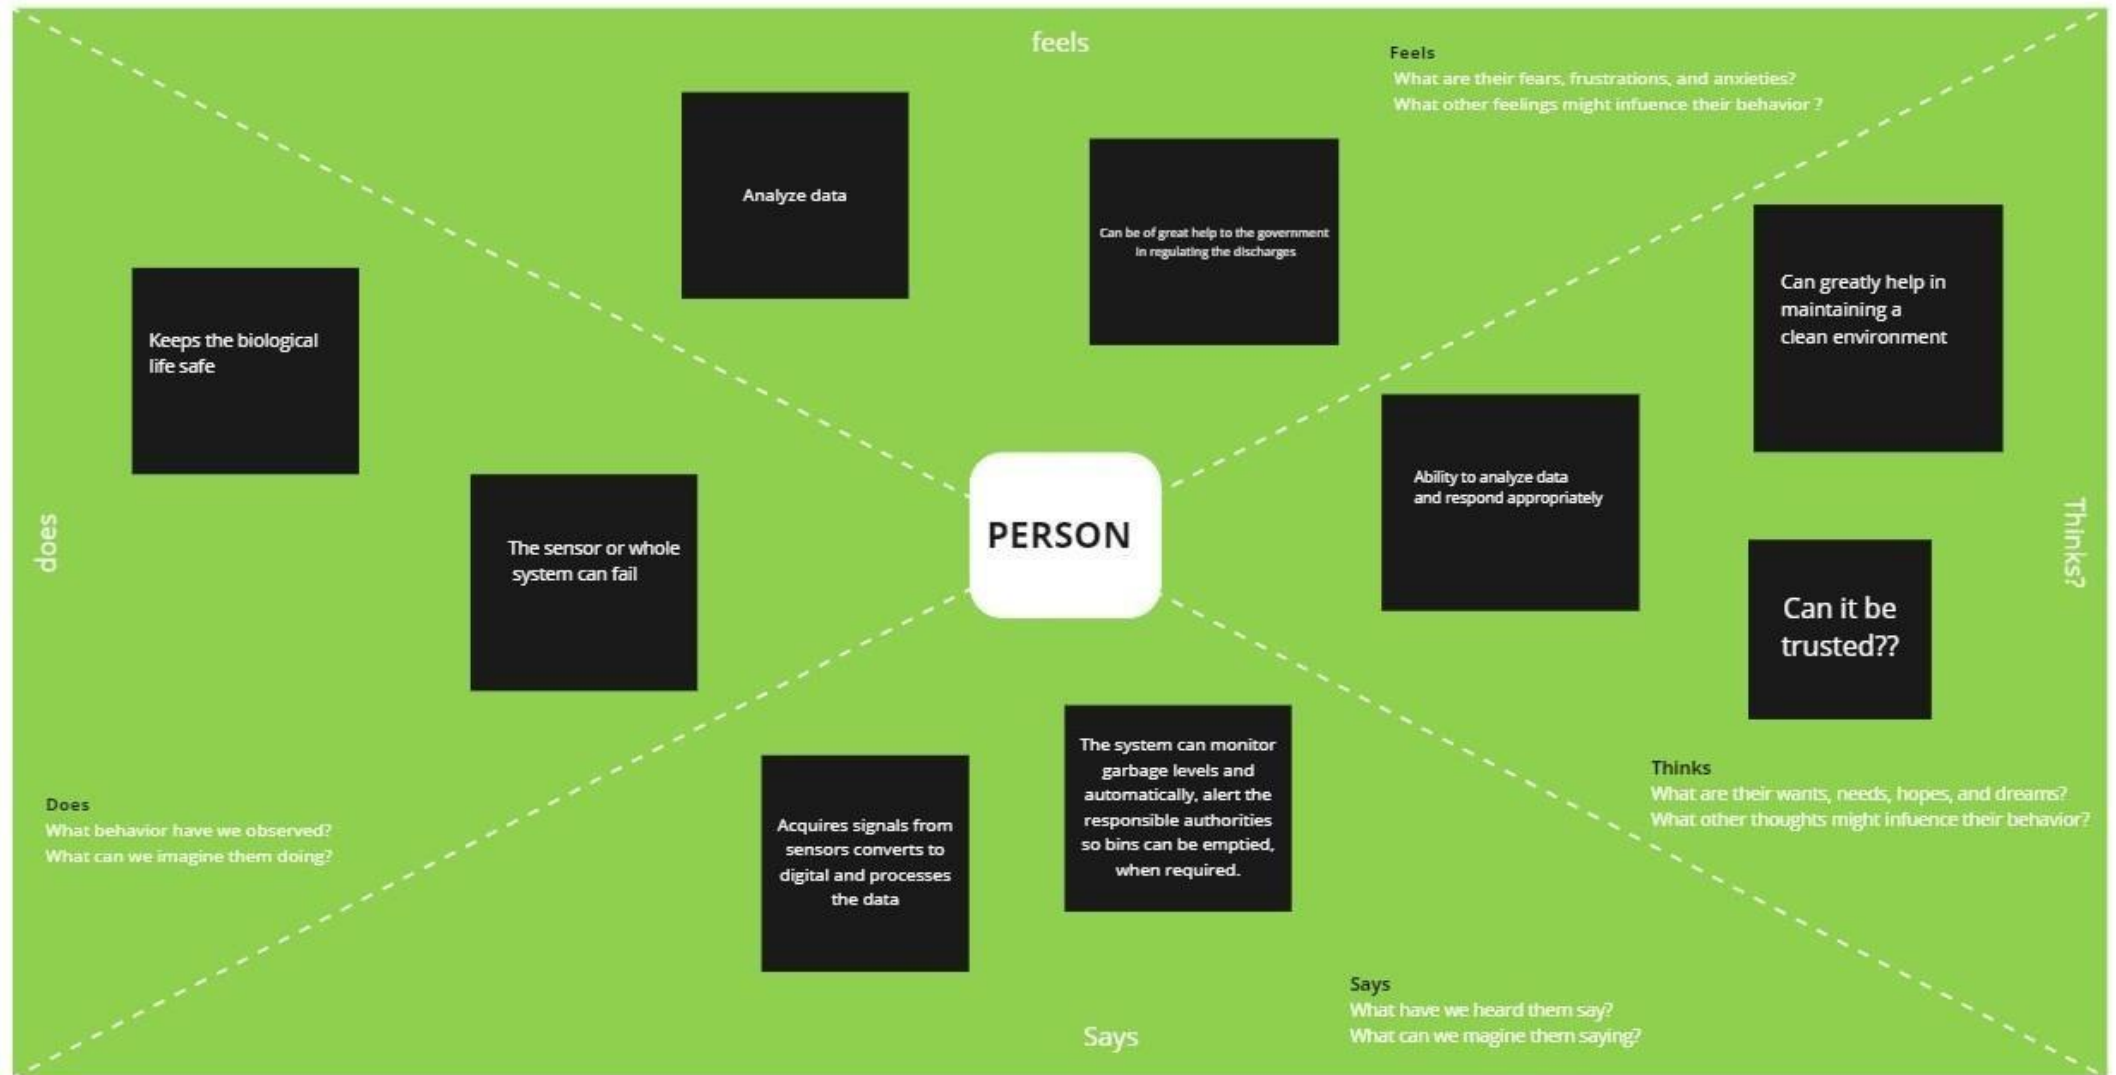 feels
Feels
What are their fears, frustrations, and anxieties?
What other feelings might infuence their behavior ?
Analyze data
Can be of great help to the government
in regulating the discharges
Can greatly help in
maintaining a
clean environment
Keeps the biological
life safe
Ability to analyze data
and respond appropriately
The sensor or whole
system can fail
PERSON
does
Thinks?
Can it be
trusted??
The system can monitor
garbage levels and
automatically, alert the
responsible authorities
so bins can be emptied,
when required.
Thinks
What are their wants, needs, hopes, and dreams?
What other thoughts might infuence their behavior?
Does
What behavior have we observed?
What can we imagine them doing?
Acquires signals from
sensors converts to
digital and processes
the data
Says
What have we heard them say?
What can we magine them saying?
Says